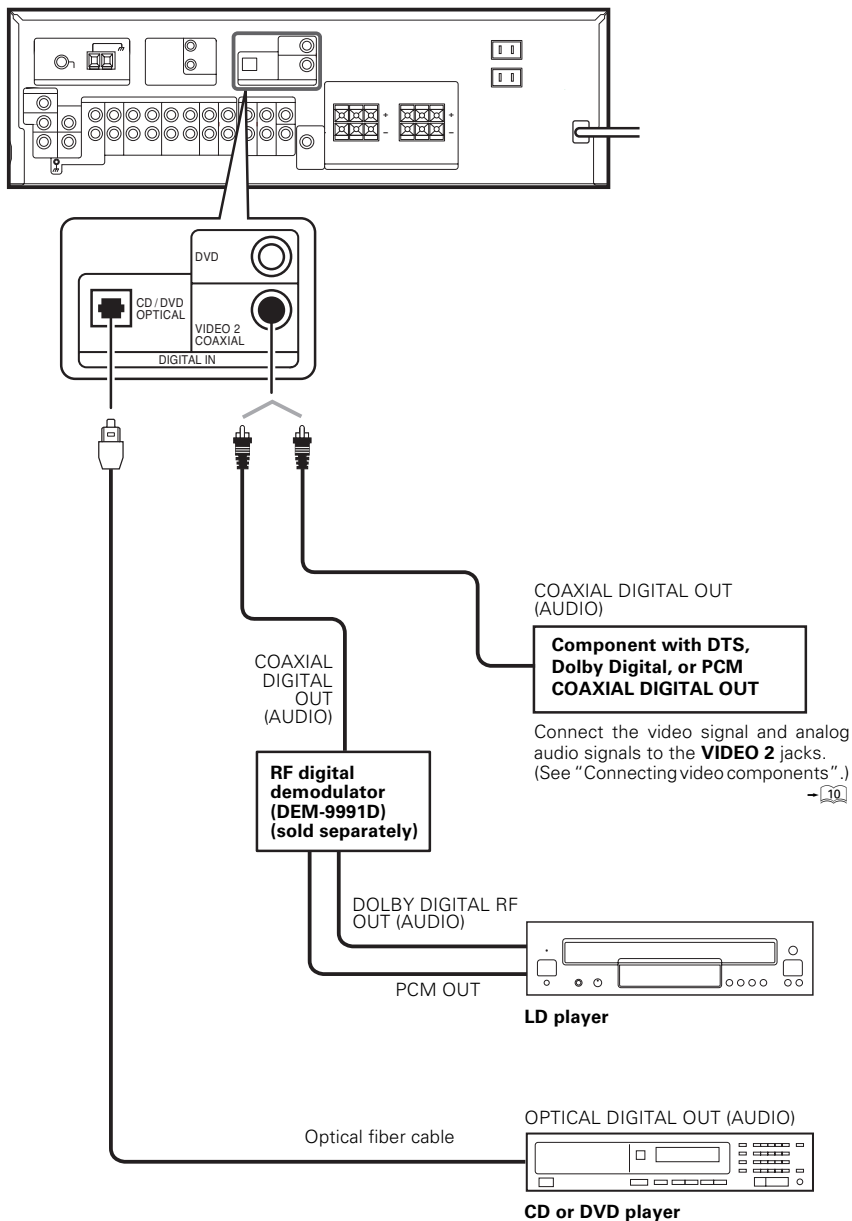 +
−
+
−
DVD
CD / DVD
OPTICAL
VIDEO 2
COAXIAL
DIGITAL IN
COAXIAL DIGITAL OUT
(AUDIO)
Component with DTS,
Dolby Digital, or PCM
COAXIAL DIGITAL OUT
Connect the video signal and analog
audio signals to the VIDEO 2 jacks.
(See “Connecting video components”.)
→ 10
COAXIAL
DIGITAL
OUT
(AUDIO)
RF digital
demodulator
(DEM-9991D)
(sold separately)
DOLBY DIGITAL RF
OUT (AUDIO)
PCM OUT
LD player
OPTICAL DIGITAL OUT (AUDIO)
Optical fiber cable
CD or DVD player